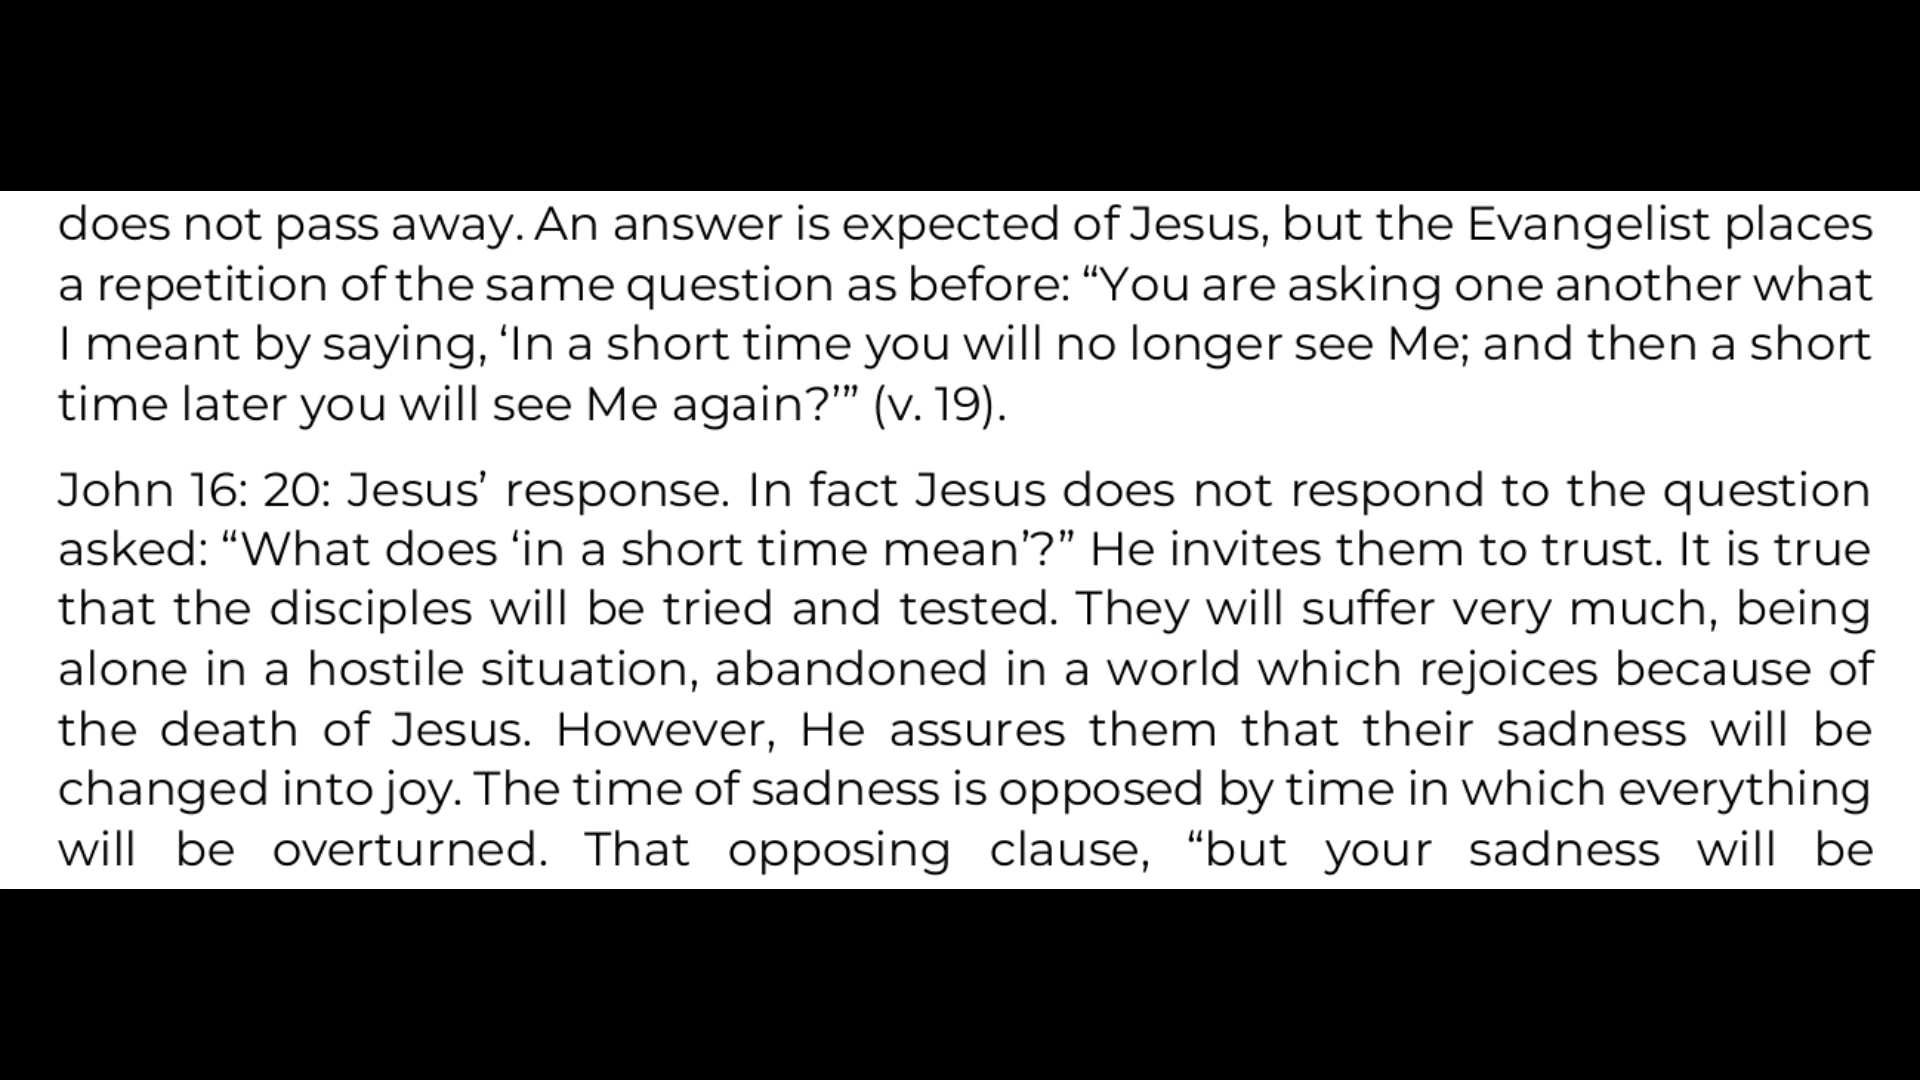 does not pass away. An answer is expected of Jesus, but the Evangelist places
a repetition of the same question as before: “You are asking one another what
I meant by saying, ‘In a short time you will no longer see Me; and then a short
time later you will see Me again?’” (v. 19).
John 16: 20: Jesus’ response. In fact Jesus does not respond to the question
asked: “What does ‘in a short time mean’?” He invites them to trust. It is true
that the disciples will be tried and tested. They will suffer very much, being
alone in a hostile situation, abandoned in a world which rejoices because of
the death of Jesus. However, He assures them that their sadness will be
changed into joy. The time of sadness is opposed by time in which everything
will be overturned. That opposing clause, “but your sadness will be